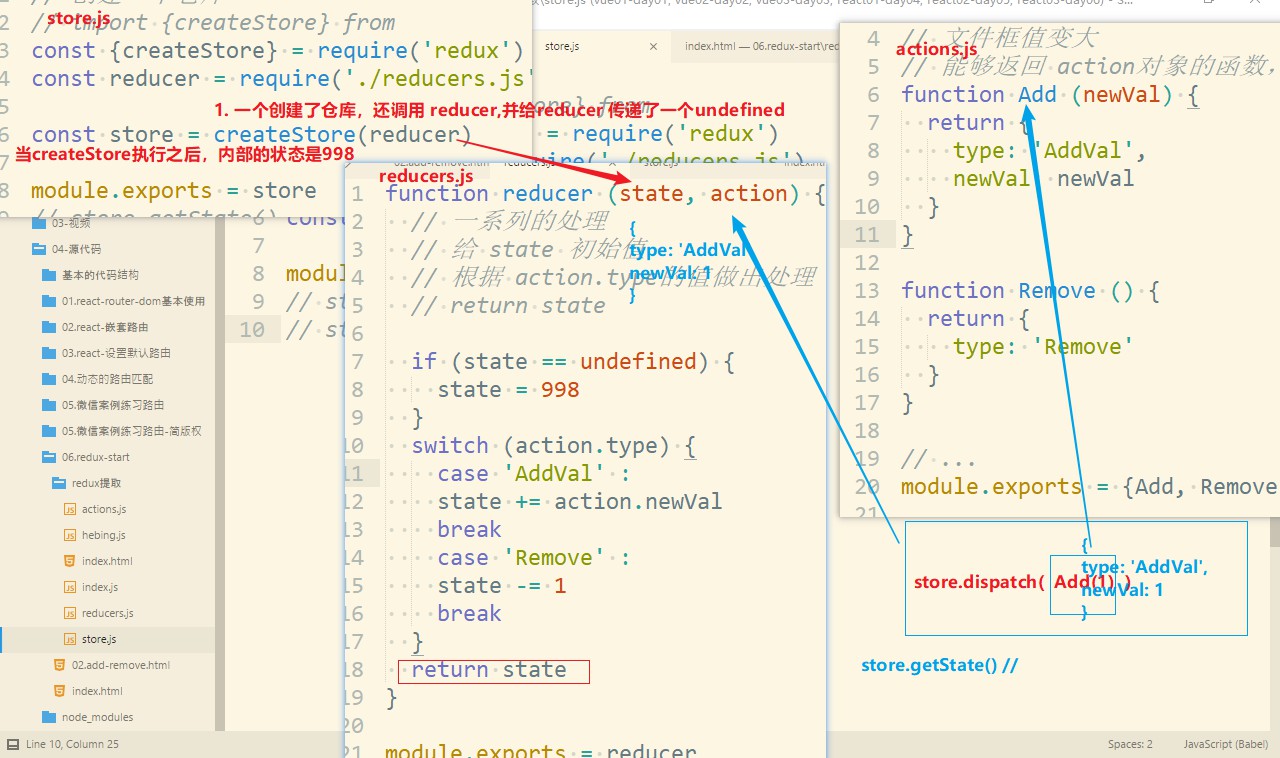 store.js
2 // import {createStore} from
3 const {createStore} = require('redux')
4 const reducer = require('./reducers.js'
5
1. 一个创建了仓库，还调用 reducer,并给reducer 传递了一个undefined
6 const store = createStore(reducer)
当createStore执行之后，内部的状态是998
7
8 module.exports = store
9 // store.getState()
store.js ×
index.html — 06.redux-start\red
= require('redux')
03-视频
04-源代码
基本的代码结构
01.react-router-dom基本使用
02.react-嵌套路由
03.react-设置默认路由
04.动态的路由匹配
05.微信案例练习路由
05.微信案例练习路由-简版权
06.redux-start
redux提取
actions.js
hebing.js
index.html
index.js
reducers.js
store.js
02.add-remove.html
index.html
node_modules
6 const
7
8 modul
9 // st
10 // st
reducers.js
1 function reducer (state, action) {
2 // 一系列的处理
3 // 给 state 初始值
4 // 根据 action.type的值做出处理
5 // return state
6
7 if (state == undefined) {
8 state = 998
9 }
10 switch (action.type) {
11 case 'AddVal' :
12 state += action.newVal
13 break
14 case 'Remove' :
15 state -= 1
16 break
17 }
18 return state
19 }
20
21 module.exports = reducer
{
type: 'AddVal
newVal: 1
}
actions.js
4 // 文件框值变大
5 // 能够返回 action对象的函数，
6 function Add (newVal) {
7 return {
8 type: 'AddVal',
9 newVal: newVal
10 }
11 }
12
13 function Remove () {
14 return {
15 type: 'Remove'
16 }
17 }
18
19 // ...
20 module.exports = {Add, Remove
21
{
type: 'AddVal',
store.dispatch( Add(1) )
newVal: 1
}
store.getState() //
Line 10, Column 25
Spaces: 2
JavaScript (Babel)